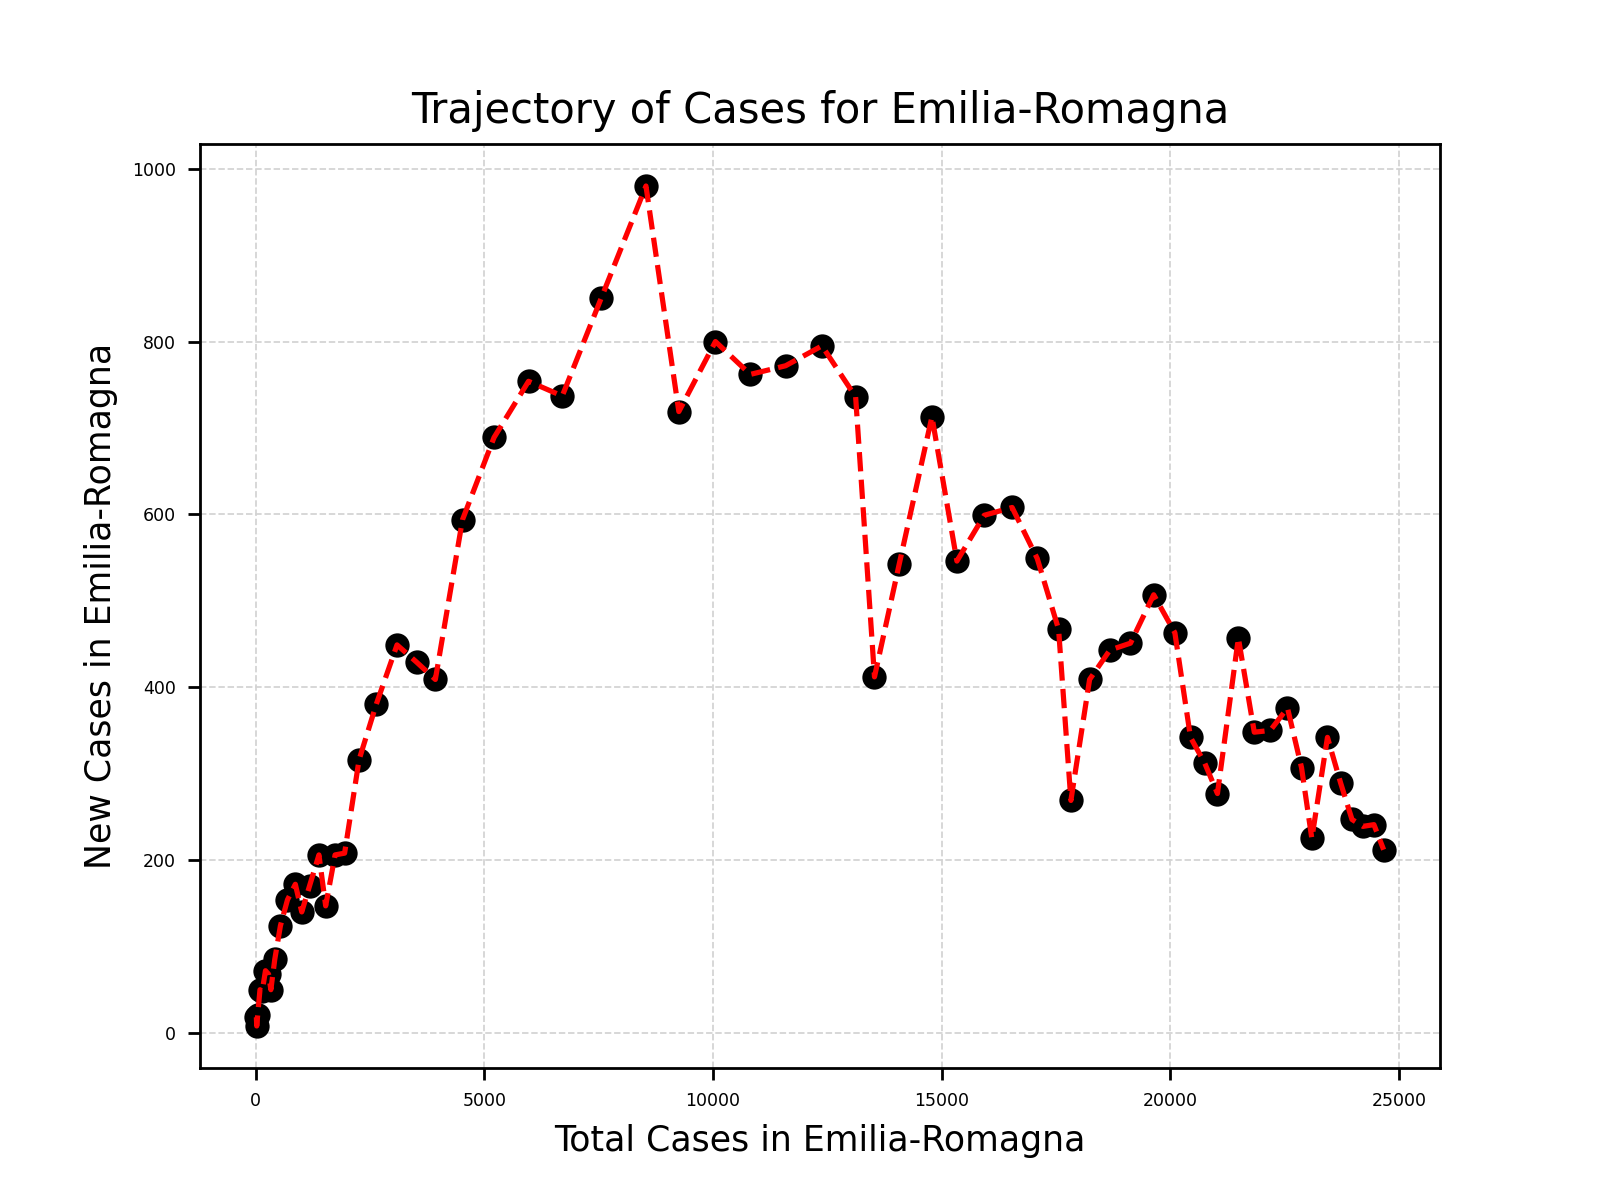 Trajectory of Cases for Emilia-Romagna
New Cases in Emilia-Romagna
1000
800
600
400
200
0
0 5000 10000 15000 20000 25000
Total Cases in Emilia-Romagna